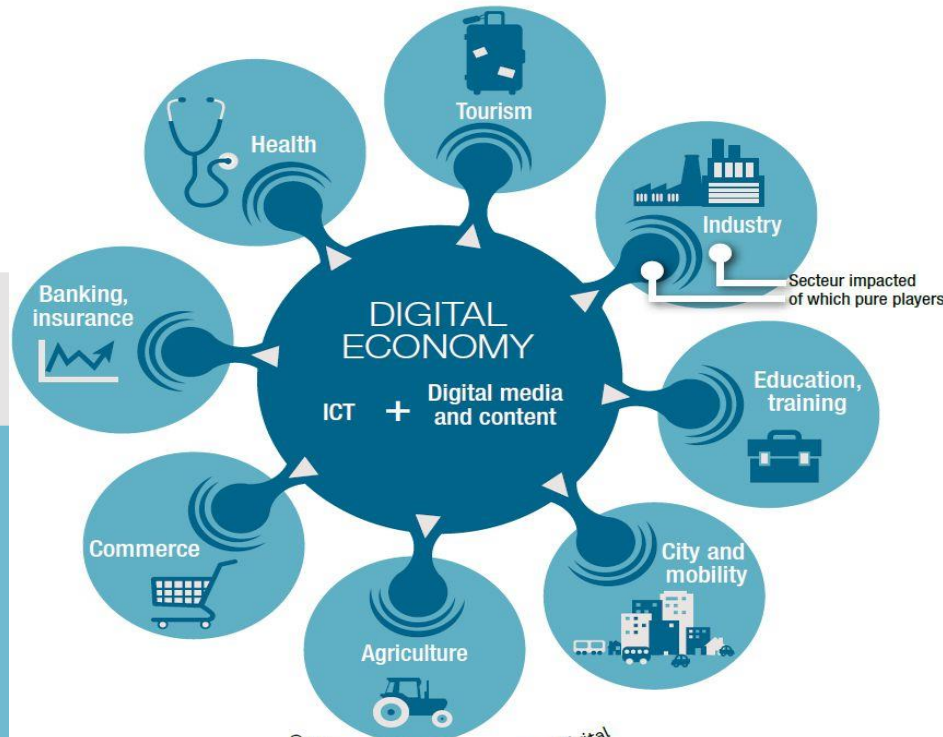 Tourism
Health
Industry
Secteur impacted
of which pure players
Banking,
insurance
DIGITAL
ECONOMY
ICT + Digital media
and content
Education,
training
Commerce
City and
mobility
Agriculture